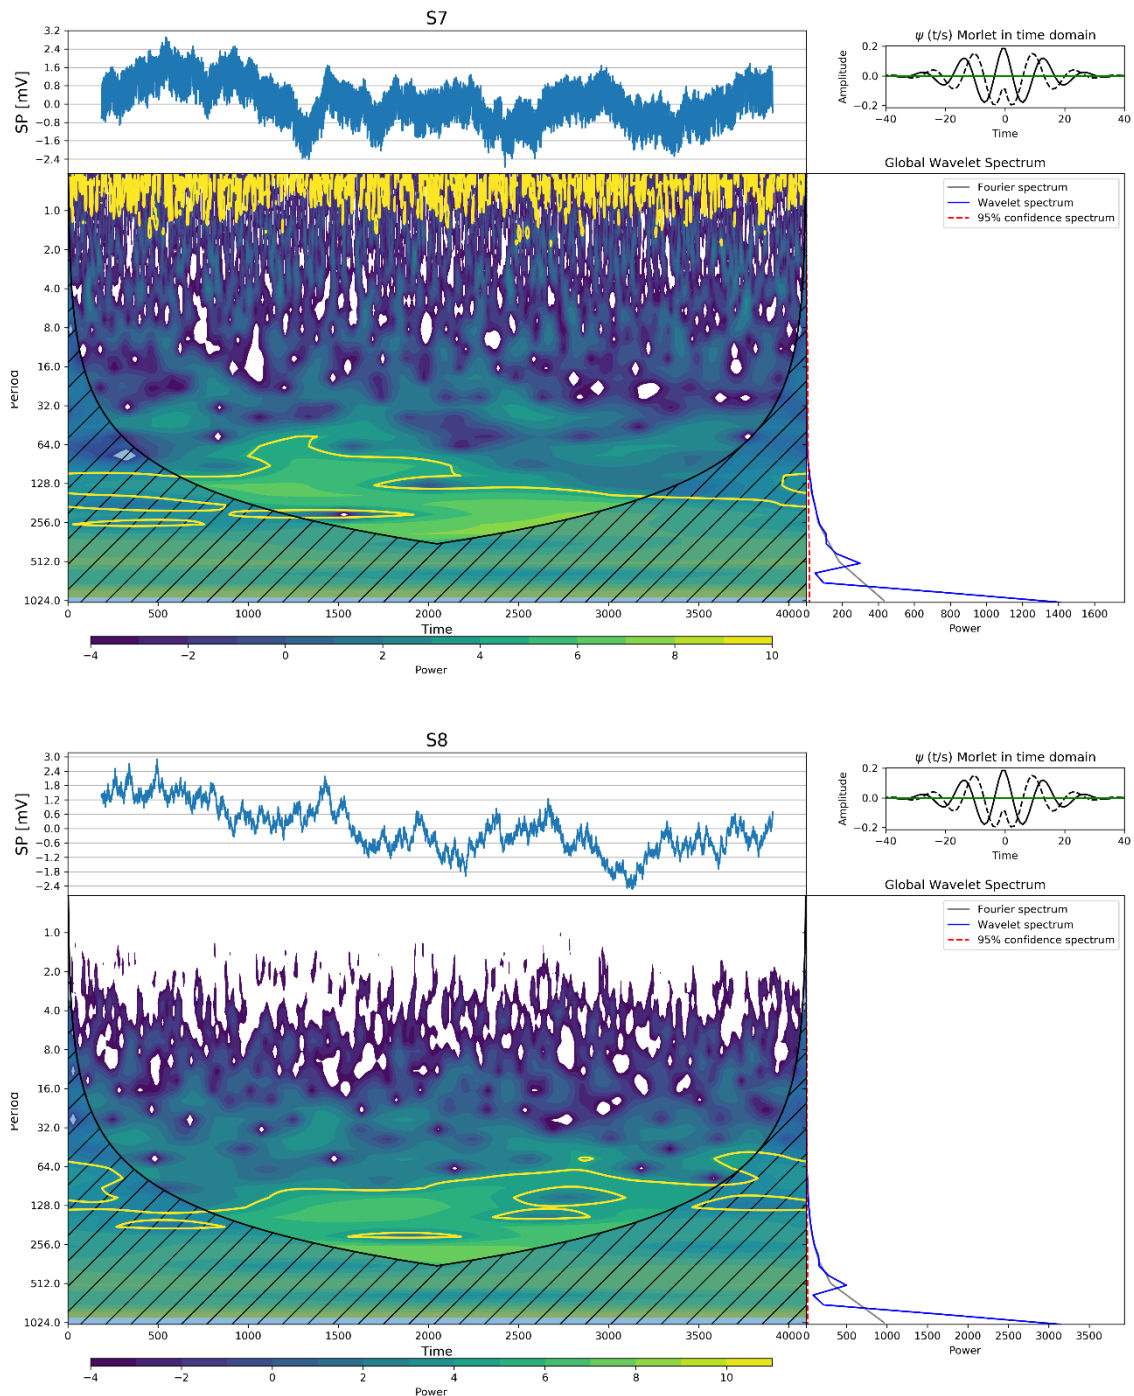 S7
3.2
2.4
1.6
0.8
0.0
−0.8
−1.6
−2.4
SP [mV]
ψ (t/s) Morlet in time domain
0.2
0.0
−0.2
Amplitude
−40 −20 0 20 40
Time
Global Wavelet Spectrum
Fourier spectrum
Wavelet spectrum
95% confidence spectrum
1.0
2.0
4.0
8.0
16.0
32.0
64.0
128.0
256.0
512.0
1024.0
Period
0 500 1000 1500 2000 2500 3000 3500 4000
Time
0 200 400 600 800 1000 1200 1400 1600
Power
−4 −2 0 2 4 6 8 10
Power
S8
3.0
2.4
1.8
1.2
0.6
0.0
−0.6
−1.2
−1.8
−2.4
SP [mV]
ψ (t/s) Morlet in time domain
0.2
0.0
−0.2
Amplitude
−40 −20 0 20 40
Time
Global Wavelet Spectrum
Fourier spectrum
Wavelet spectrum
95% confidence spectrum
1.0
2.0
4.0
8.0
16.0
32.0
64.0
128.0
256.0
512.0
1024.0
Period
0 500 1000 1500 2000 2500 3000 3500 4000
Time
0 500 1000 1500 2000 2500 3000 3500
Power
−4 −2 0 2 4 6 8 10
Power